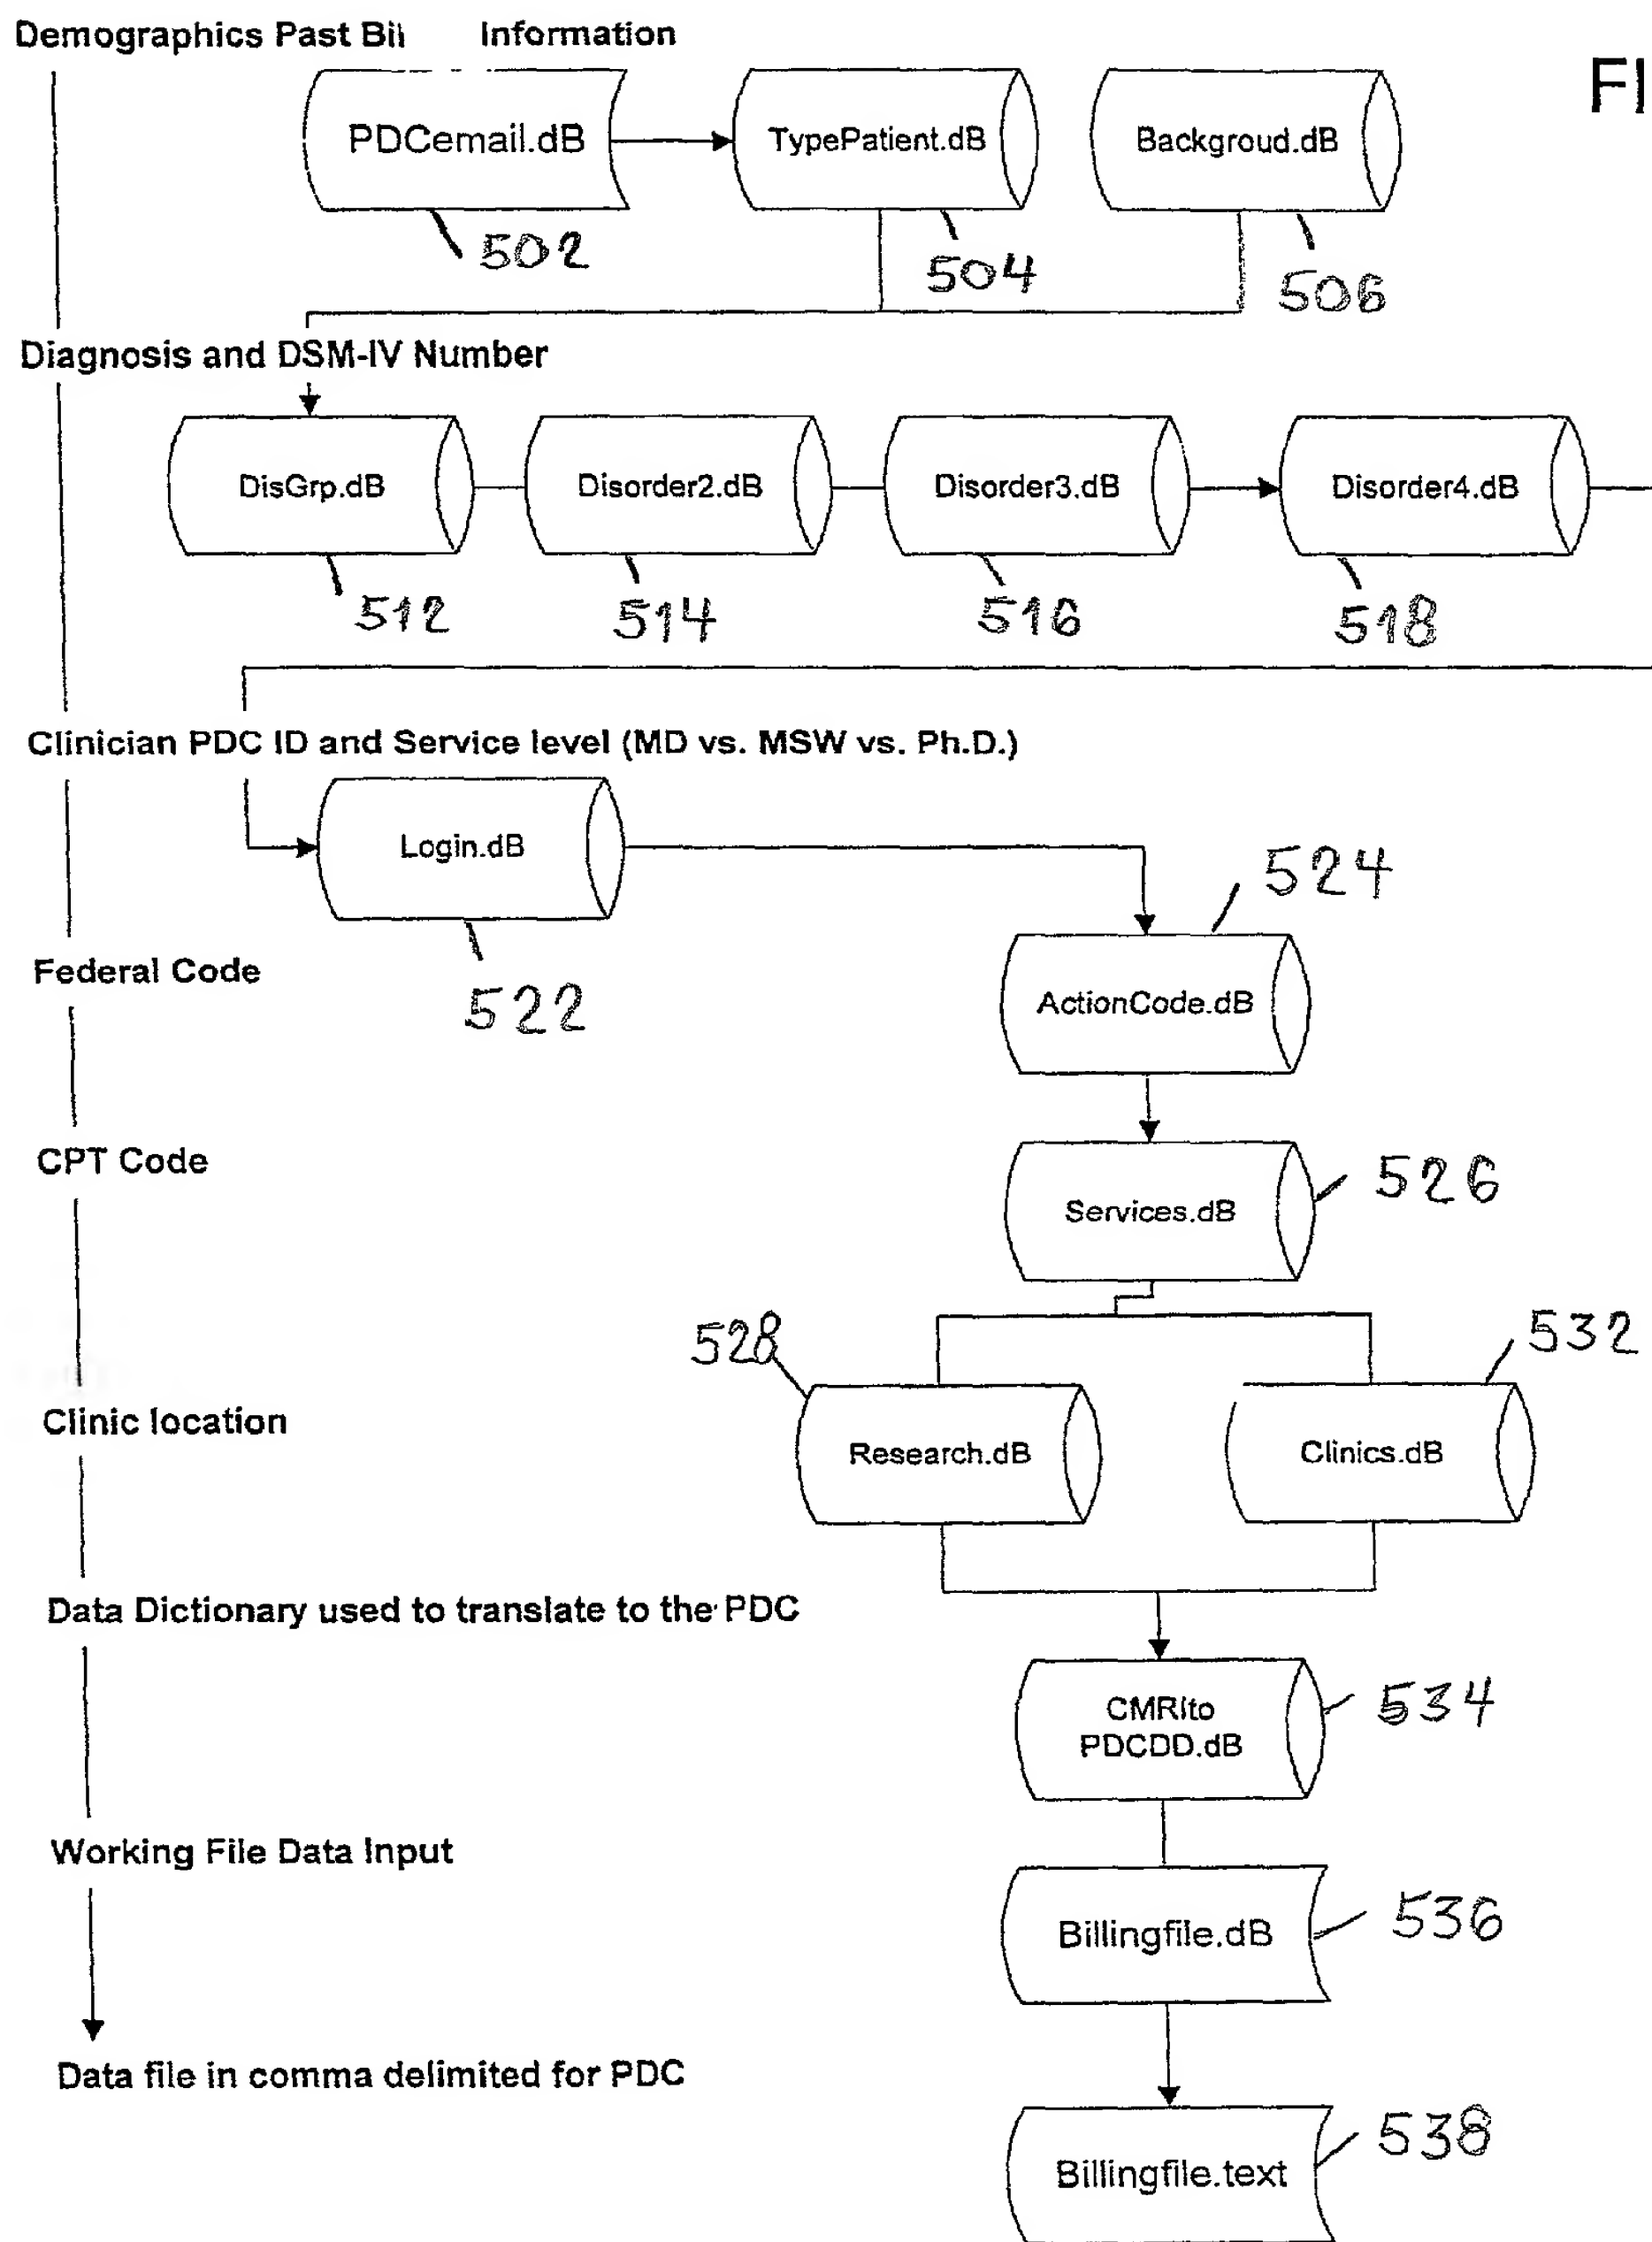 Demographics Past Bil Information
FI
PDCemail.dB
TypePatient.dB
Backgroud.dB
502
504
506
Diagnosis and DSM-IV Number
DisGrp.dB
Disorder2.dB
Disorder3.dB
Disorder4.dB
512
514
516
518
Clinician PDC ID and Service level (MD vs. MSW vs. Ph.D.)
Login.dB
524
Federal Code
522
ActionCode.dB
CPT Code
526
Services.dB
528
532
Clinic location
Research.dB
Clinics.dB
Data Dictionary used to translate to the PDC
CMRIto
PDCDD.dB
534
Working File Data Input
Billingfile.dB
536
Data file in comma delimited for PDC
538
Billingfile.text